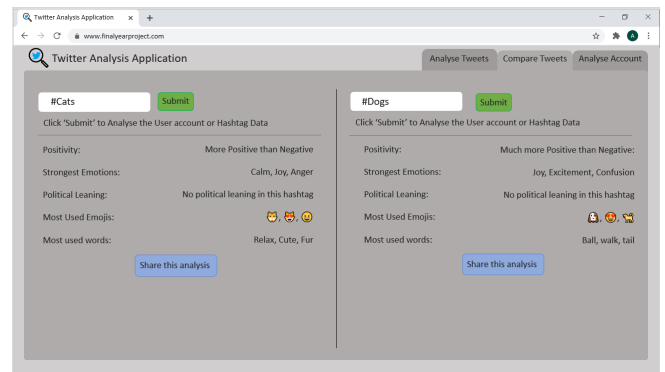 Twitter Analysis Application
www.finalyearproject.com
A
Twitter Analysis Application
Analyse Tweets
Compare Tweets
Analyse Account
#Cats
Submit
Click 'Submit' to Analyse the User account or Hashtag Data
Positivity: More Positive than Negative
Strongest Emotions: Calm, Joy, Anger
Political Leaning: No political leaning in this hashtag
Most Used Emojis: 😇, 😻, 😃
Most used words: Relax, Cute, Fur
Share this analysis
#Dogs
Submit
Click 'Submit' to Analyse the User account or Hashtag Data
Positivity: Much more Positive than Negative:
Strongest Emotions: Joy, Excitement, Confusion
Political Leaning: No political leaning in this hashtag
Most Used Emojis: 🐶, 😍, 🐕
Most used words: Ball, walk, tail
Share this analysis